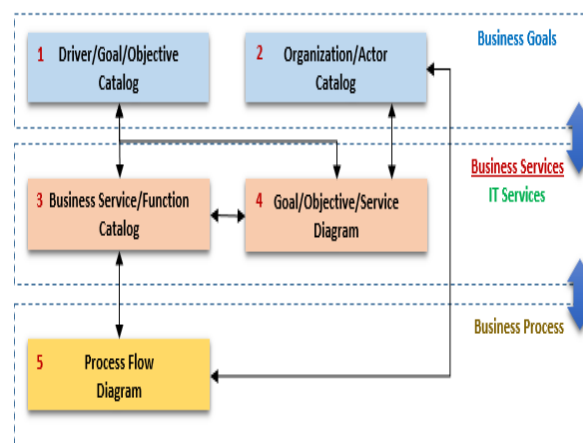 Business Goals
1 Driver/Goal/Objective
Catalog
2 Organization/Actor
Catalog
Business Services
IT Services
3 Business Service/Function
Catalog
4 Goal/Objective/Service
Diagram
Business Process
5 Process Flow
Diagram